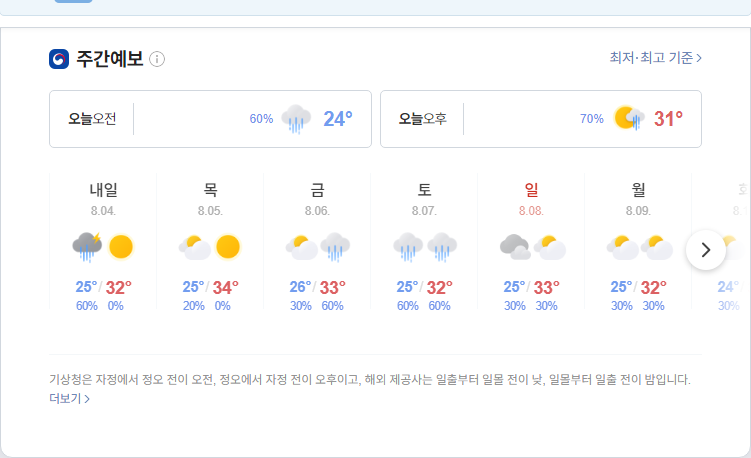 주간예보
최저·최고 기준
오늘오전 60% 24°
오늘오후 70% 31°
내일 목 금 토 일 월
8.04. 8.05. 8.06. 8.07. 8.08. 8.09. 8.
25°/32° 25°/34° 26°/33° 25°/32° 25°/33° 25°/32° 24°
60% 0% 20% 0% 30% 60% 60% 60% 30% 30% 30% 30% 30%
기상청은 자정에서 정오 전이 오전, 정오에서 자정 전이 오후이고, 해외 제공사는 일출부터 일몰 전이 낮, 일몰부터 일출 전이 밤입니다.
더보기